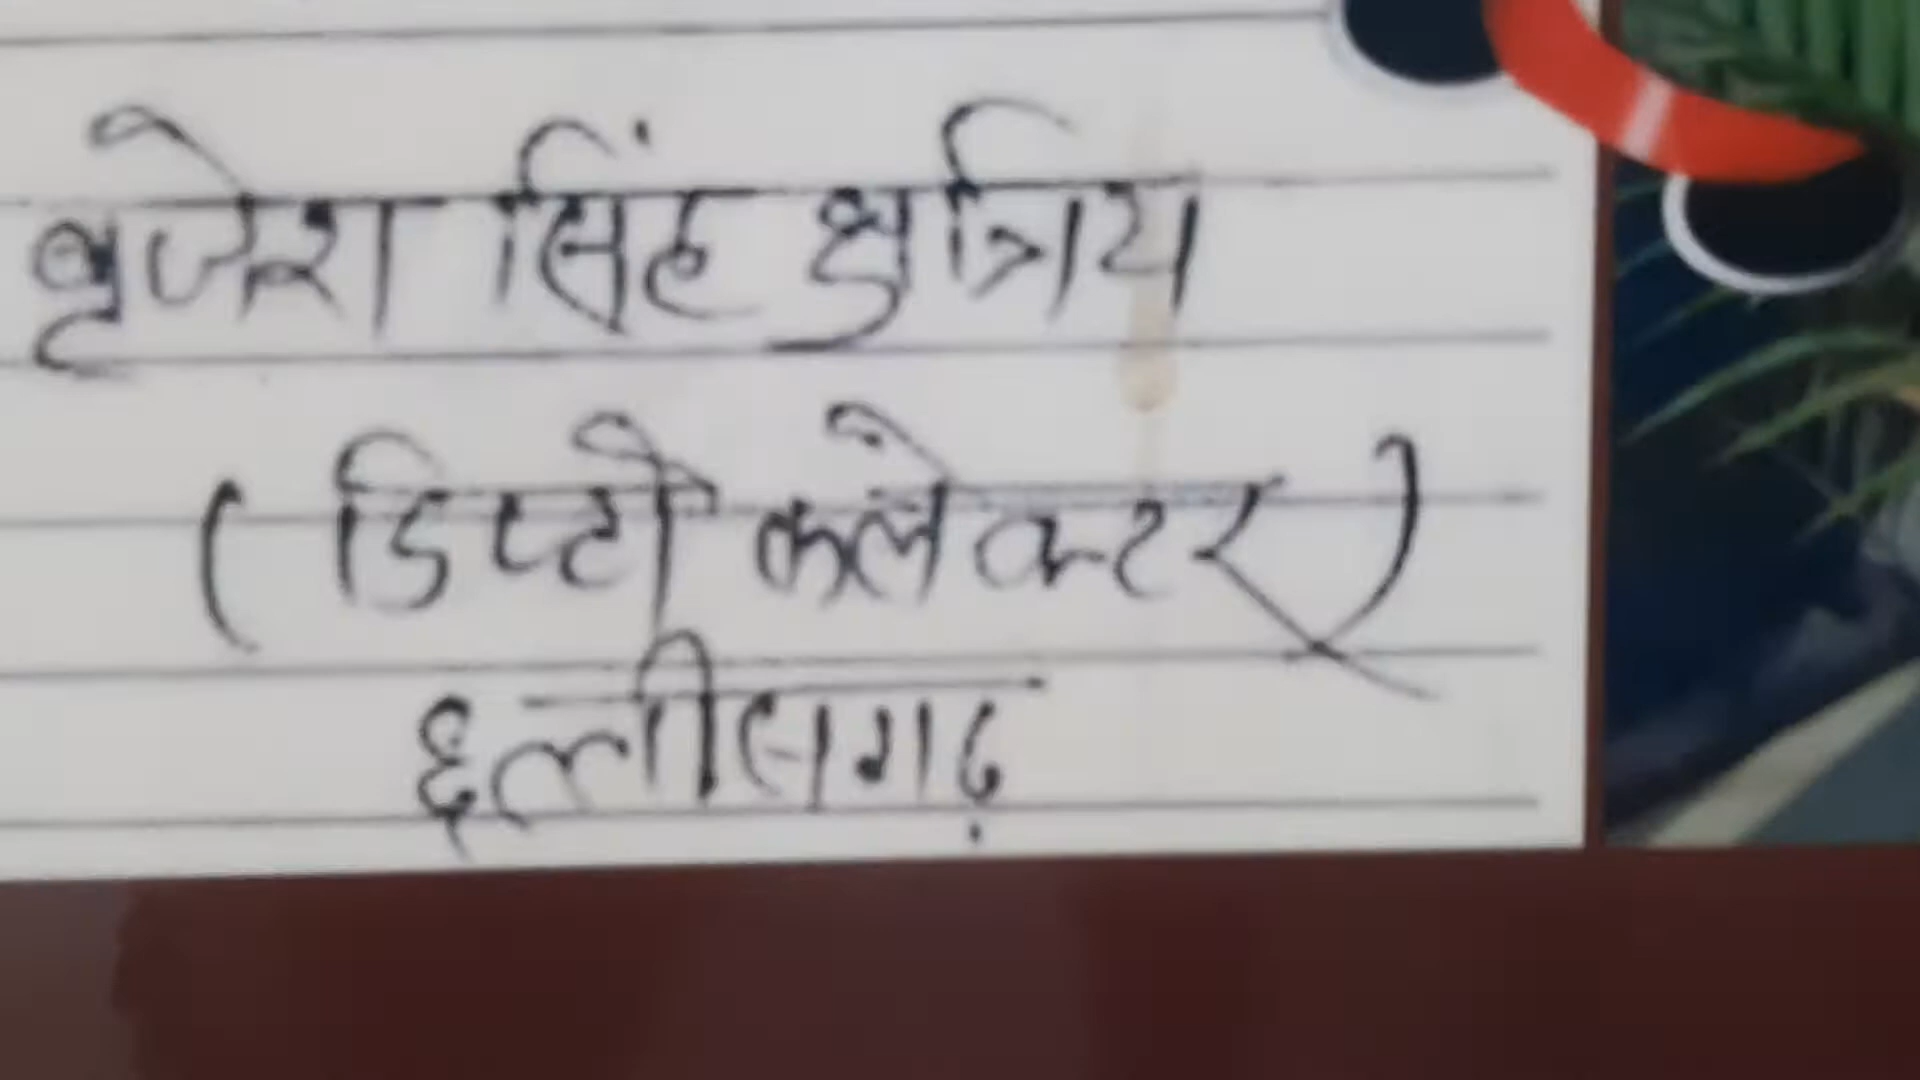 बृजेश सिंह क्षत्रिय
( डिप्टी कलेक्टर )
छत्तीसगढ़